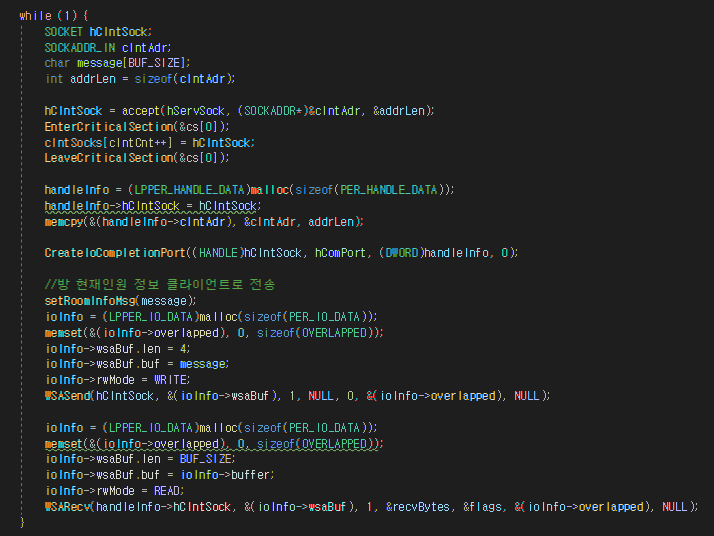 while (1) {
SOCKET hClntSock;
SOCKADDR_IN clntAdr;
char message[BUF_SIZE];
int addrLen = sizeof(clntAdr);
hClntSock = accept(hServSock, (SOCKADDR*)&clntAdr, &addrLen);
EnterCriticalSection(&cs[0]);
clntSocks[clntCnt++] = hClntSock;
LeaveCriticalSection(&cs[0]);
handleInfo = (LPPER_HANDLE_DATA)malloc(sizeof(PER_HANDLE_DATA));
handleInfo->hClntSock = hClntSock;
memcpy(&(handleInfo->clntAdr), &clntAdr, addrLen);
CreateIoCompletionPort((HANDLE)hClntSock, hComPort, (DWORD)handleInfo, 0);
//방 현재인원 정보 클라이언트로 전송
setRoomInfoMsg(message);
ioInfo = (LPPER_IO_DATA)malloc(sizeof(PER_IO_DATA));
memset(&(ioInfo->overlapped), 0, sizeof(OVERLAPPED));
ioInfo->wsaBuf.len = 4;
ioInfo->wsaBuf.buf = message;
ioInfo->rwMode = WRITE;
WSASend(hClntSock, &(ioInfo->wsaBuf), 1, NULL, 0, &(ioInfo->overlapped), NULL);
ioInfo = (LPPER_IO_DATA)malloc(sizeof(PER_IO_DATA));
memset(&(ioInfo->overlapped), 0, sizeof(OVERLAPPED));
ioInfo->wsaBuf.len = BUF_SIZE;
ioInfo->wsaBuf.buf = ioInfo->buffer;
ioInfo->rwMode = READ;
WSARecv(handleInfo->hClntSock, &(ioInfo->wsaBuf), 1, &recvBytes, &flags, &(ioInfo->overlapped), NULL);
}